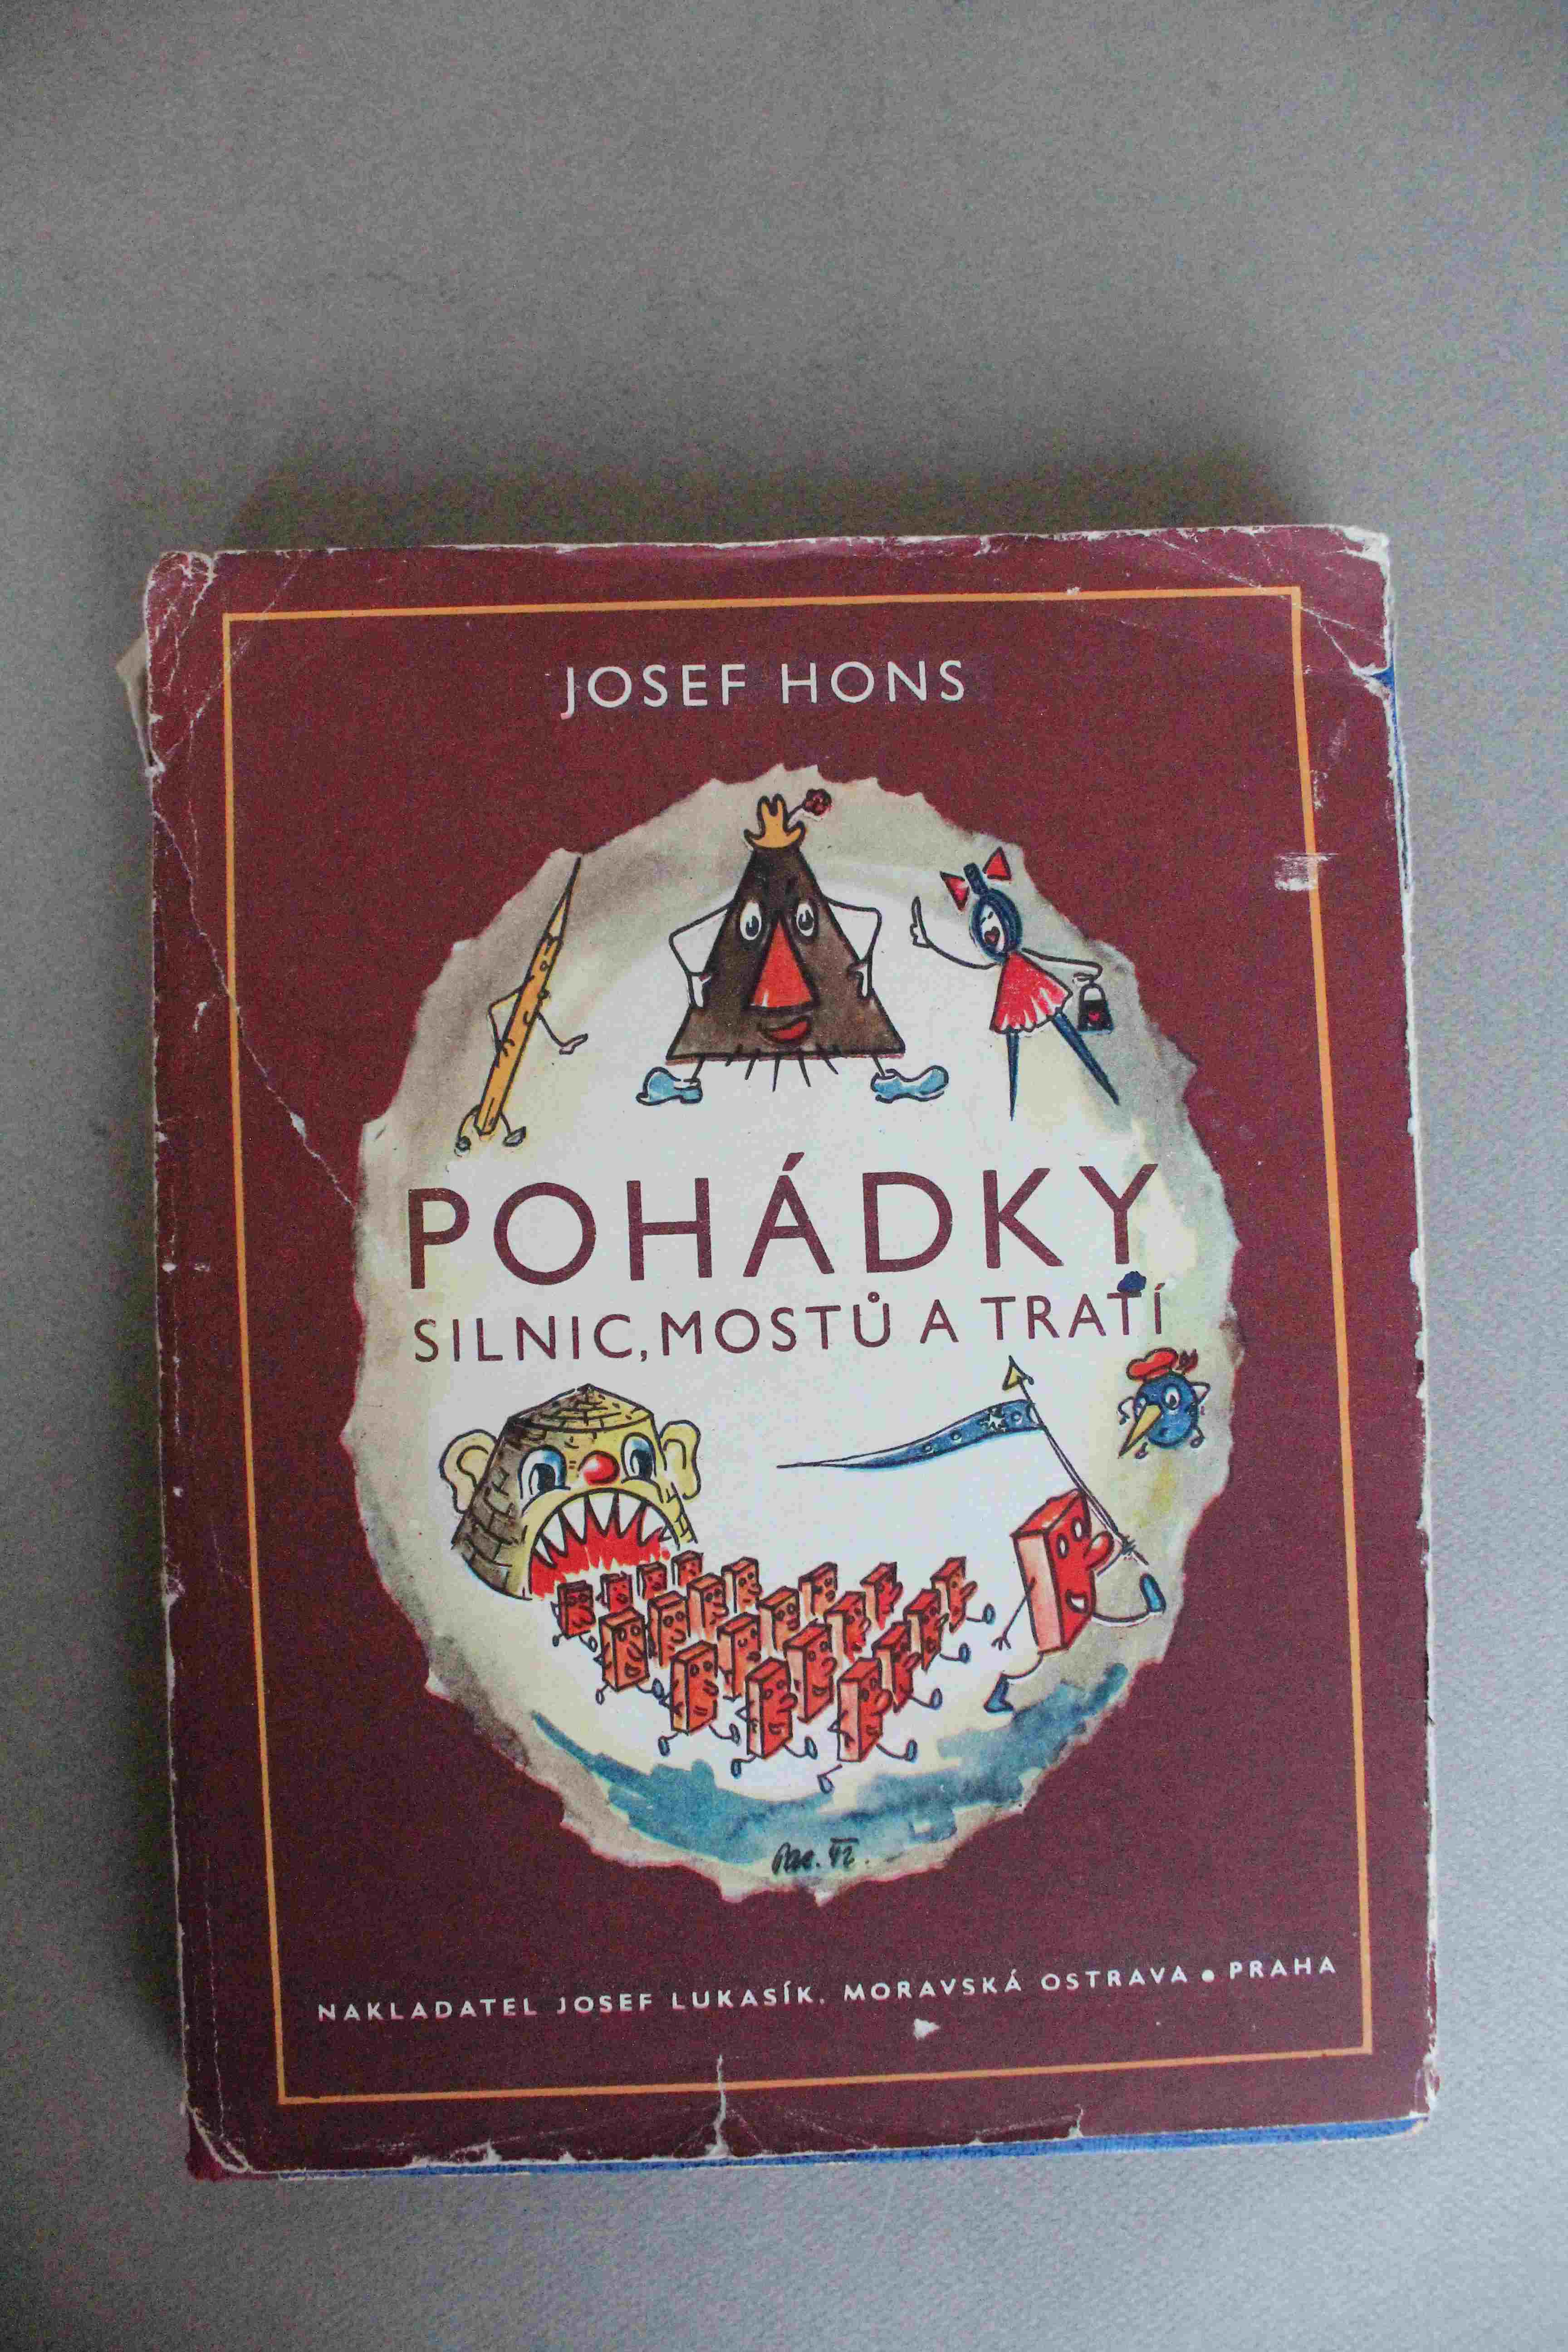 JOSEF HONS
POHÁDKY
SILNIC, MOSTŮ A TRATÍ
NAKLADATEL JOSEF LUKASÍK, MORAVSKÁ OSTRAVA • PRAHA